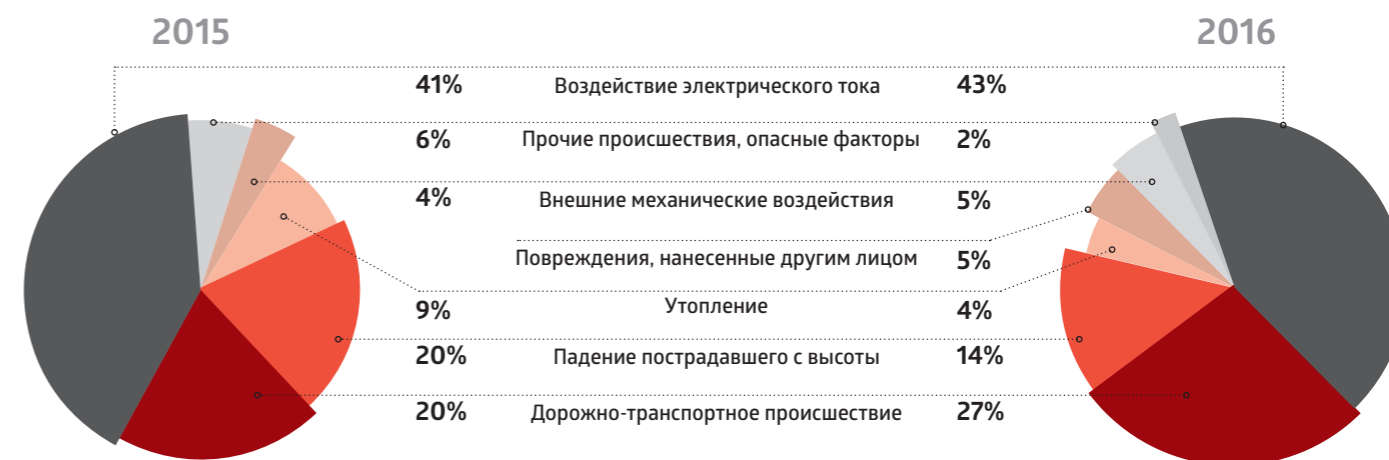 2015 2016
41% Воздействие электрического тока 43%
6% Прочие происшествия, опасные факторы 2%
4% Внешние механические воздействия 5%
Повреждения, нанесенные другим лицом 5%
9% Утопление 4%
20% Падение пострадавшего с высоты 14%
20% Дорожно-транспортное происшествие 27%